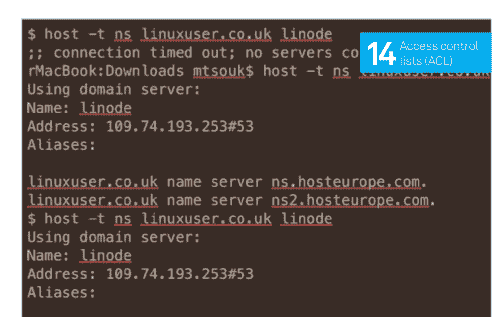 $ host -t ns linuxuser.co.uk linode
;; connection timed out; no servers co
14 Access control
lists (ACL)
rMacBook:Downloads mtsouk$ host -t ns
Using domain server:
Name: linode
Address: 109.74.193.253#53
Aliases:
linuxuser.co.uk name server ns.hosteurope.com.
linuxuser.co.uk name server ns2.hosteurope.com.
$ host -t ns linuxuser.co.uk linode
Using domain server:
Name: linode
Address: 109.74.193.253#53
Aliases: